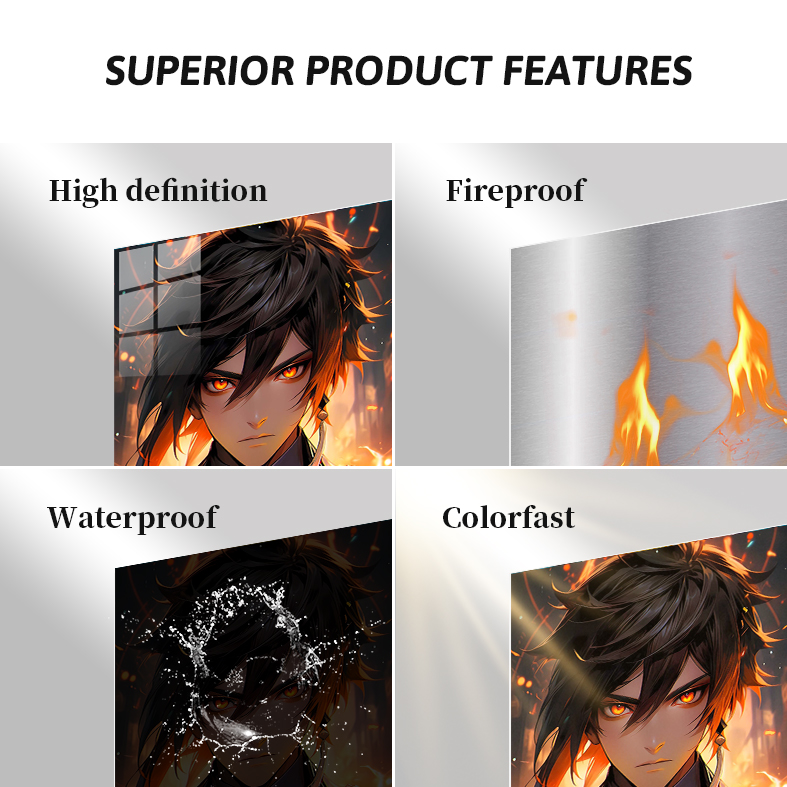 SUPERIOR PRODUCT FEATURES
High definition
Fireproof
Waterproof
Colorfast